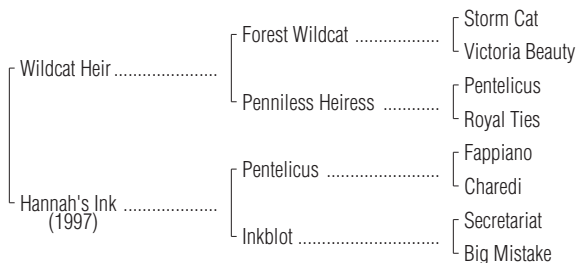 Storm Cat
Forest Wildcat ....................
Victoria Beauty
Wildcat Heir .......................
Pentelicus
Penniless Heiress .............
Royal Ties
Fappiano
Pentelicus ..........................
Charedi
Hannah's Ink .....................
(1997)
Secretariat
Inkblot ................................
Big Mistake